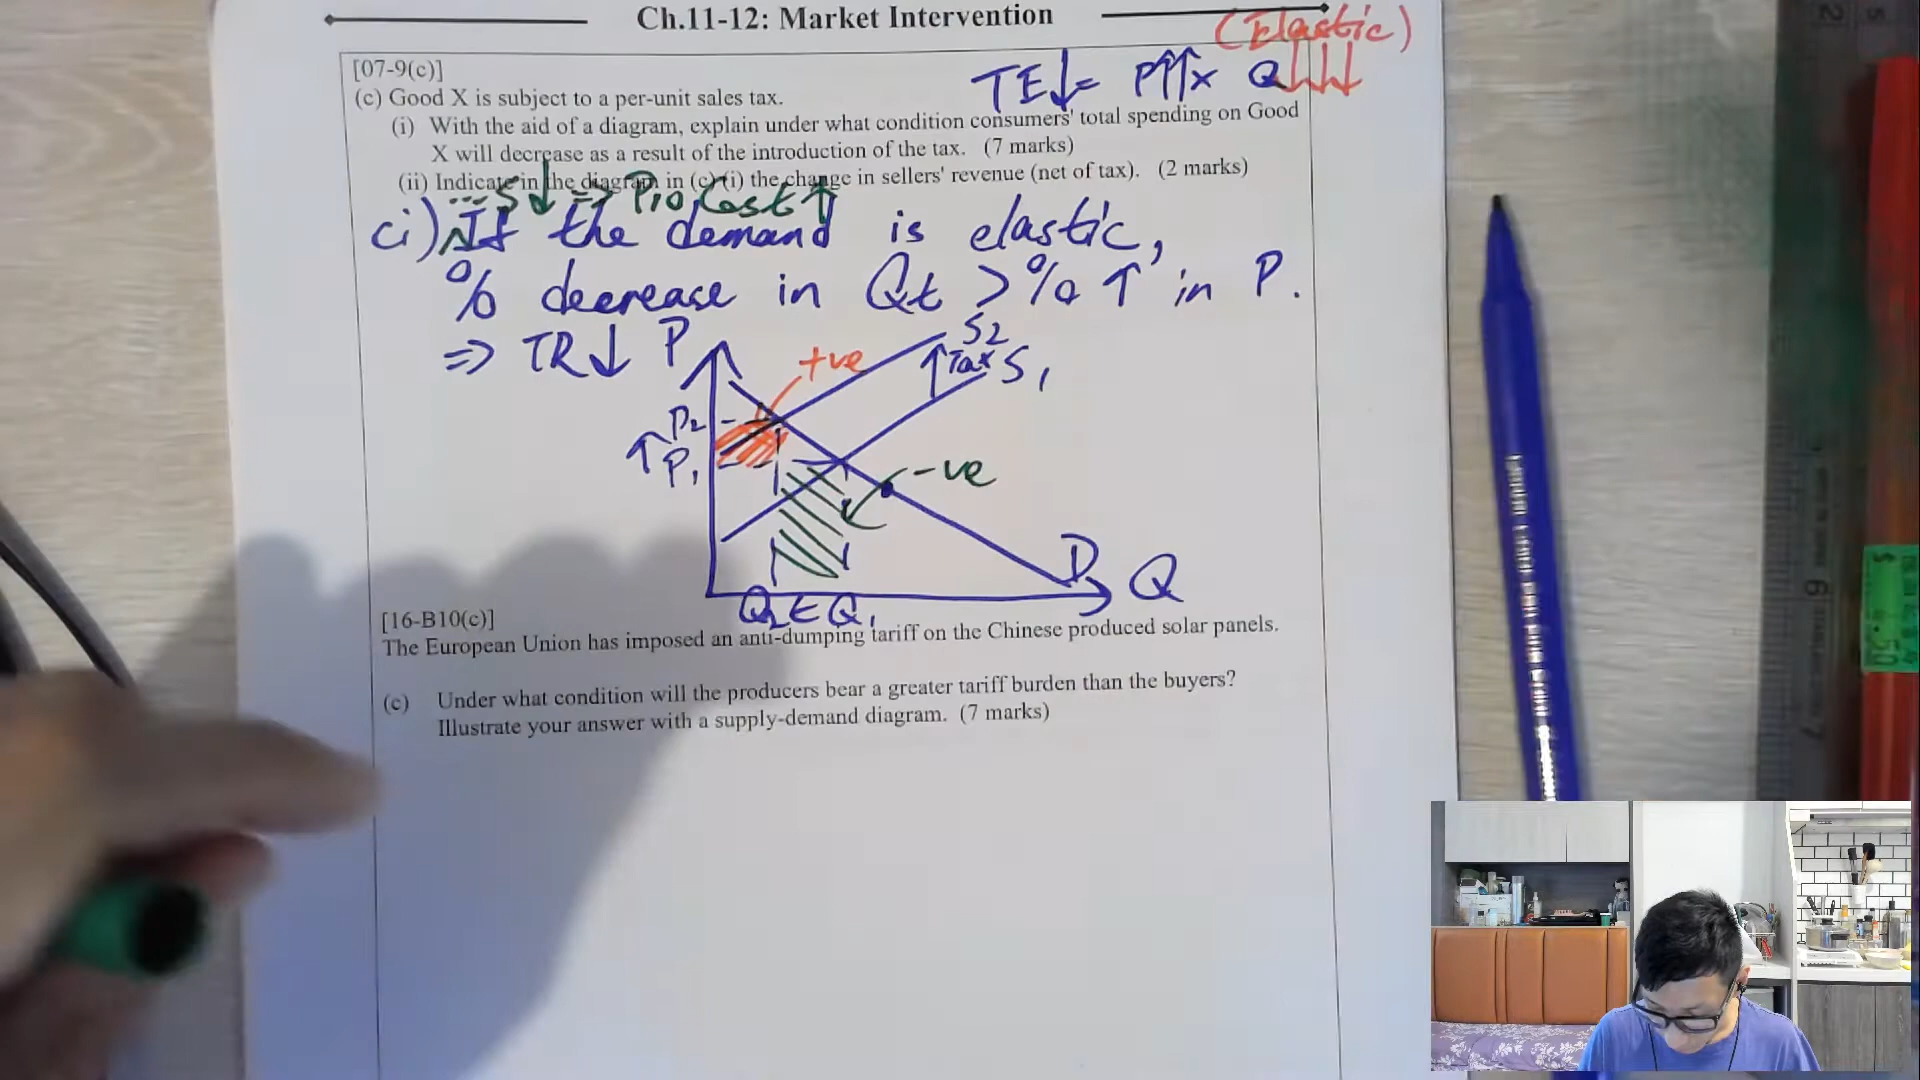 Ch.11-12: Market Intervention
(Elastic)
[07-9(c)]
TE↓= P↑↑x Q↓↓↓
(c) Good X is subject to a per-unit sales tax.
(i) With the aid of a diagram, explain under what condition consumers' total spending on Good
X will decrease as a result of the introduction of the tax. (7 marks)
(ii) Indicate in the diagram in (c) (i) the change in sellers' revenue (net of tax). (2 marks)
...S↓ => Pro Cost↑
ci) If the demand is elastic,
% decrease in Qt > % ↑ in P.
=> TR↓
P
S2
+ve
↑Tax S1
P2
↑
P1
-ve
D
Q
Q2 ← Q1
[16-B10(c)]
The European Union has imposed an anti-dumping tariff on the Chinese produced solar panels.
(c) Under what condition will the producers bear a greater tariff burden than the buyers?
Illustrate your answer with a supply-demand diagram. (7 marks)